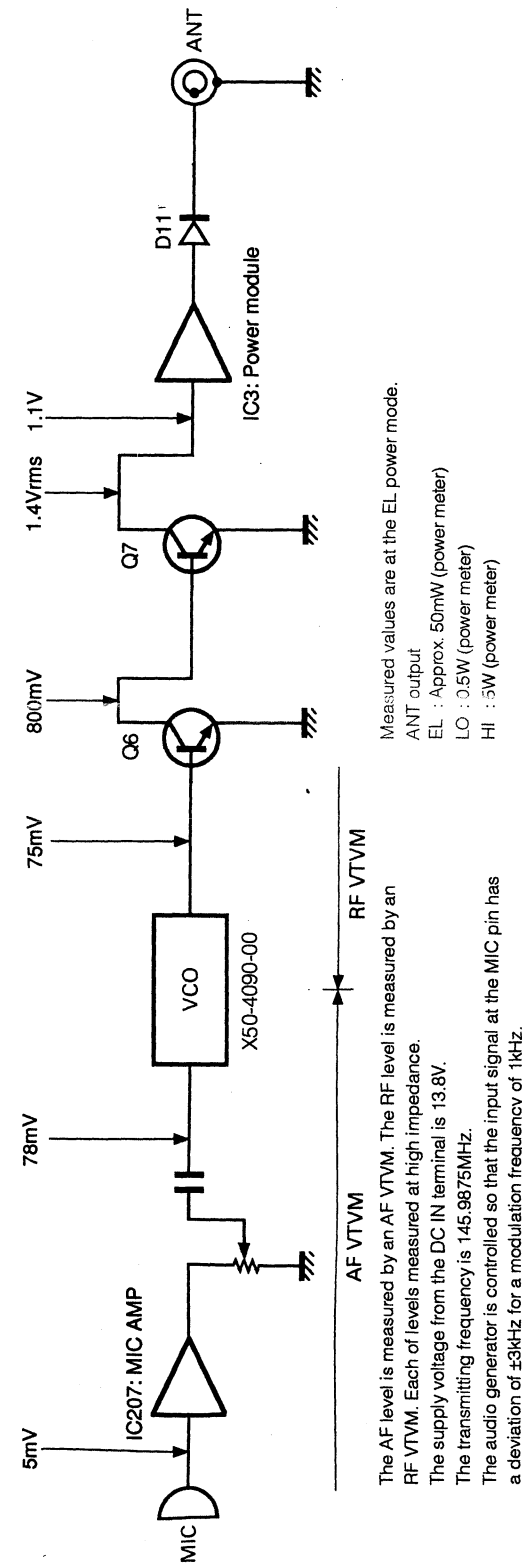 5mV
78mV
75mV
800mV
1.4Vrms
1.1V
MIC
IC207: MIC AMP
VCO
X50-4090-00
Q6
Q7
IC3: Power module
D11
ANT
AF VTVM
RF VTVM
The AF level is measured by an AF VTVM. The RF level is measured by an
RF VTVM. Each of levels measured at high impedance.
The supply voltage from the DC IN terminal is 13.8V.
The transmitting frequency is 145.9875MHz.
The audio generator is controlled so that the input signal at the MIC pin has
a deviation of ±3kHz for a modulation frequency of 1kHz.
Measured values are at the EL power mode.
ANT output
EL : Approx. 50mW (power meter)
LO : 0.5W (power meter)
HI : 5W (power meter)